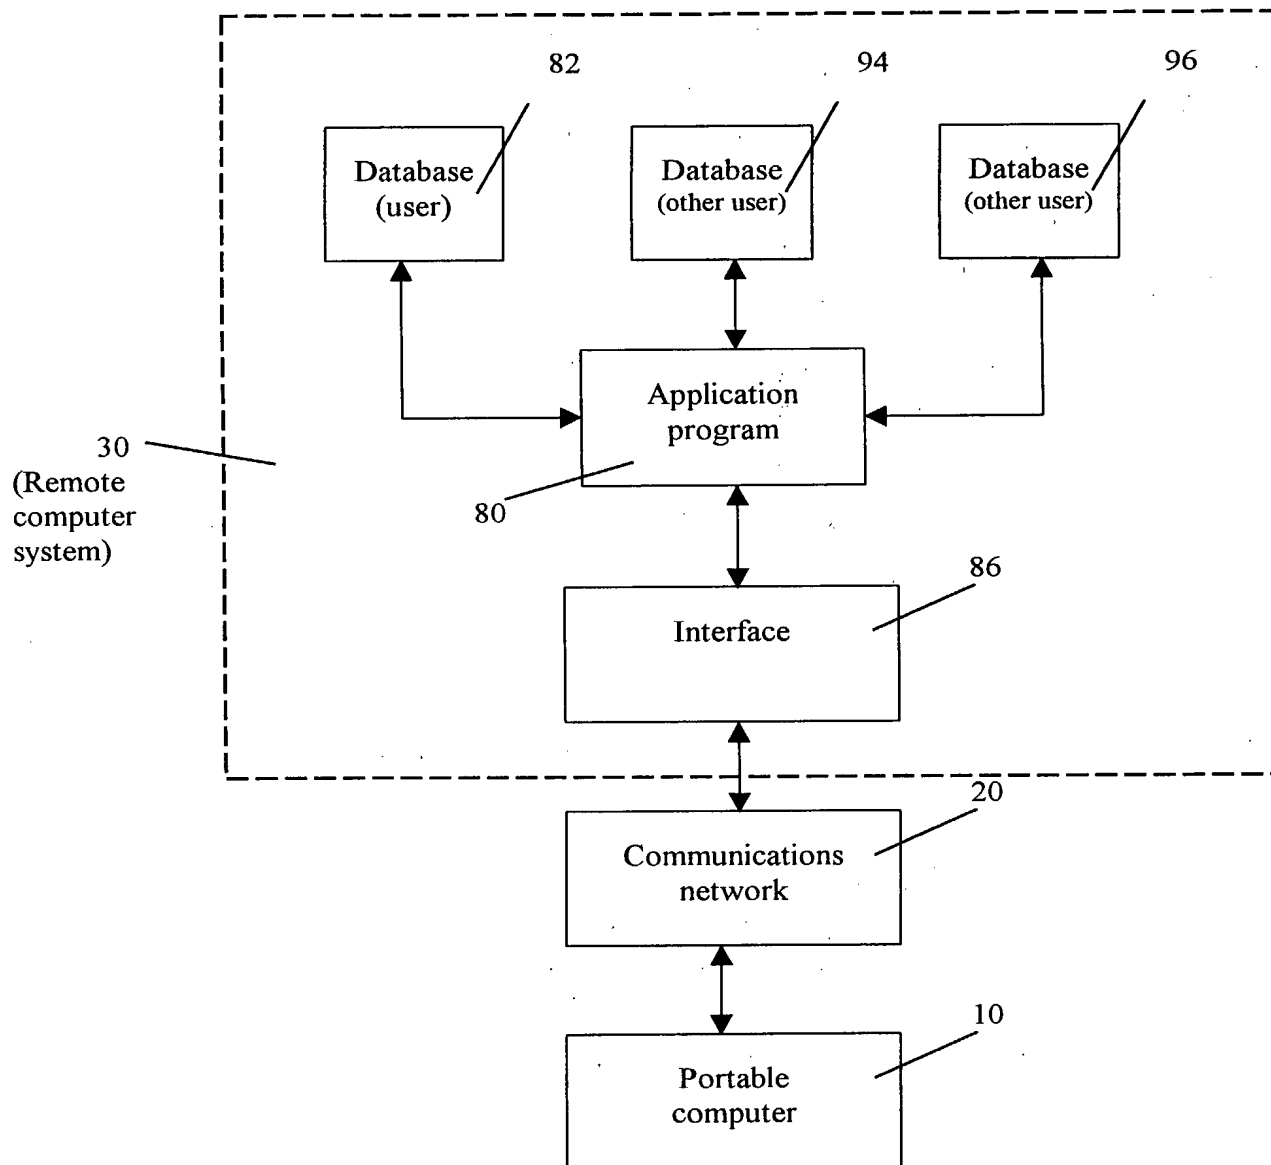 82
94
96
Database
(user)
Database
(other user)
Database
(other user)
Application
program
30
(Remote
computer
system)
80
86
Interface
20
Communications
network
10
Portable
computer